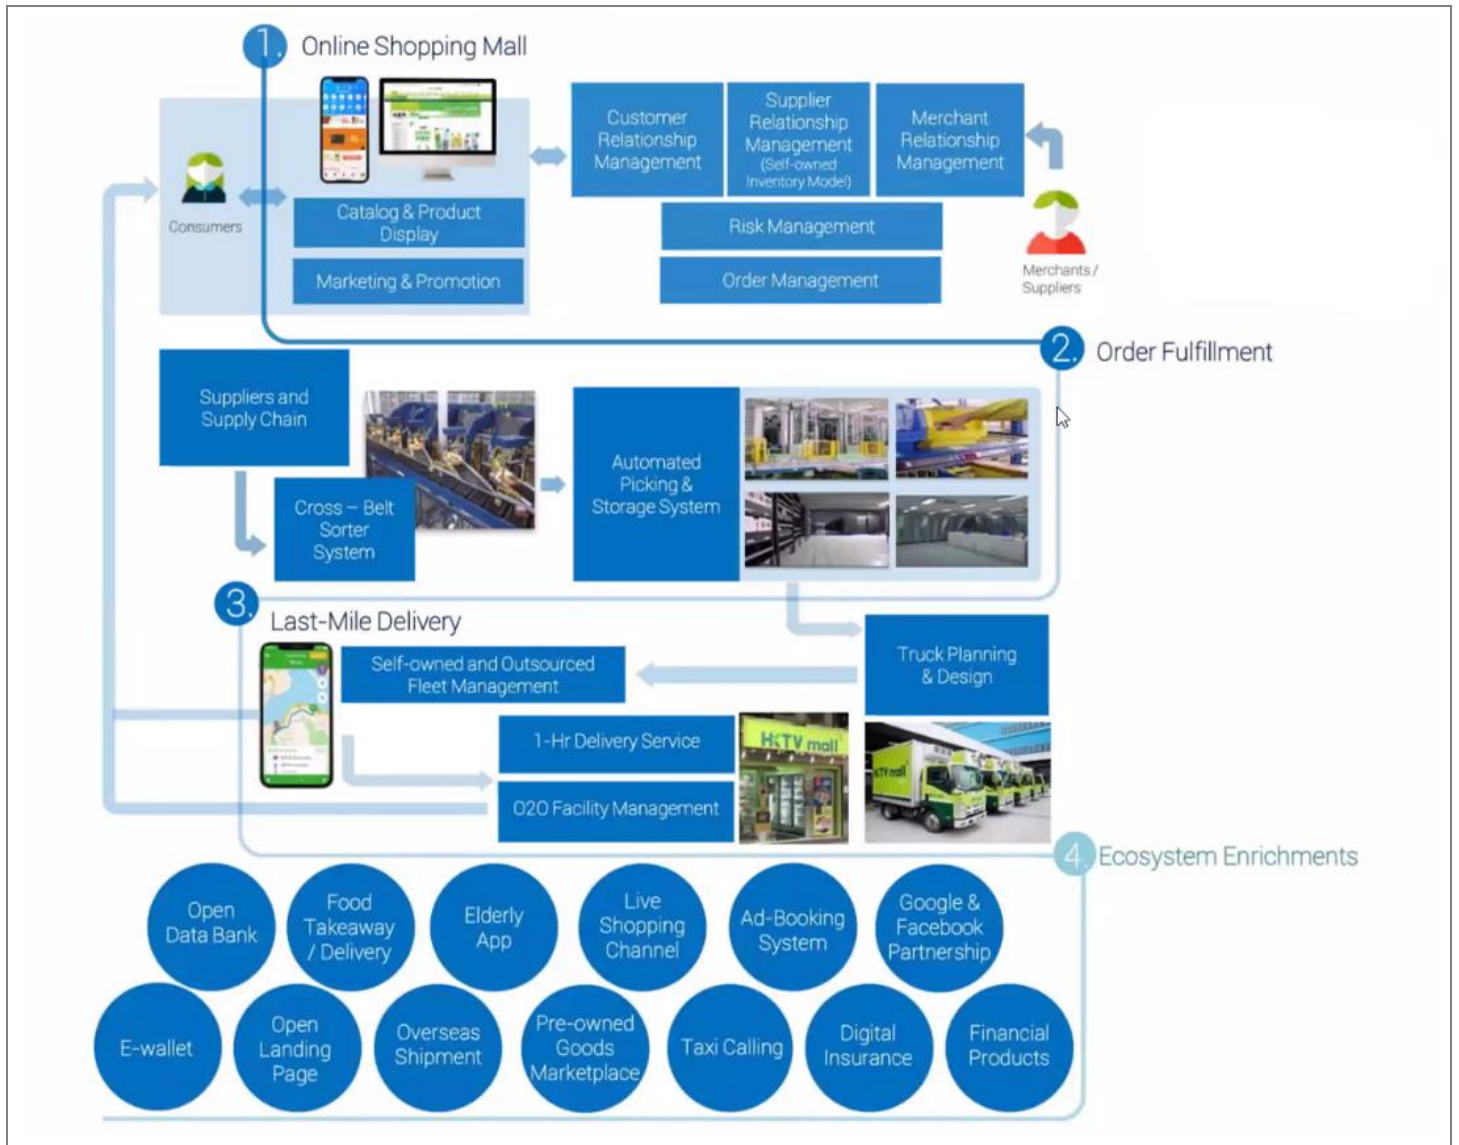 1. Online Shopping Mall
Customer
Relationship
Management
Supplier
Relationship
Management
(Self-owned
Inventory Model)
Merchant
Relationship
Management
Consumers
Catalog & Product
Display
Marketing & Promotion
Risk Management
Order Management
Merchants /
Suppliers
2. Order Fulfillment
Suppliers and
Supply Chain
Cross – Belt
Sorter
System
Automated
Picking &
Storage System
3. Last-Mile Delivery
Self-owned and Outsourced
Fleet Management
Truck Planning
& Design
1-Hr Delivery Service
O2O Facility Management
HKTV mall
HKTV mall
4. Ecosystem Enrichments
Open
Data Bank
Food
Takeaway
/ Delivery
Elderly
App
Live
Shopping
Channel
Ad-Booking
System
Google &
Facebook
Partnership
E-wallet
Open
Landing
Page
Overseas
Shipment
Pre-owned
Goods
Marketplace
Taxi Calling
Digital
Insurance
Financial
Products